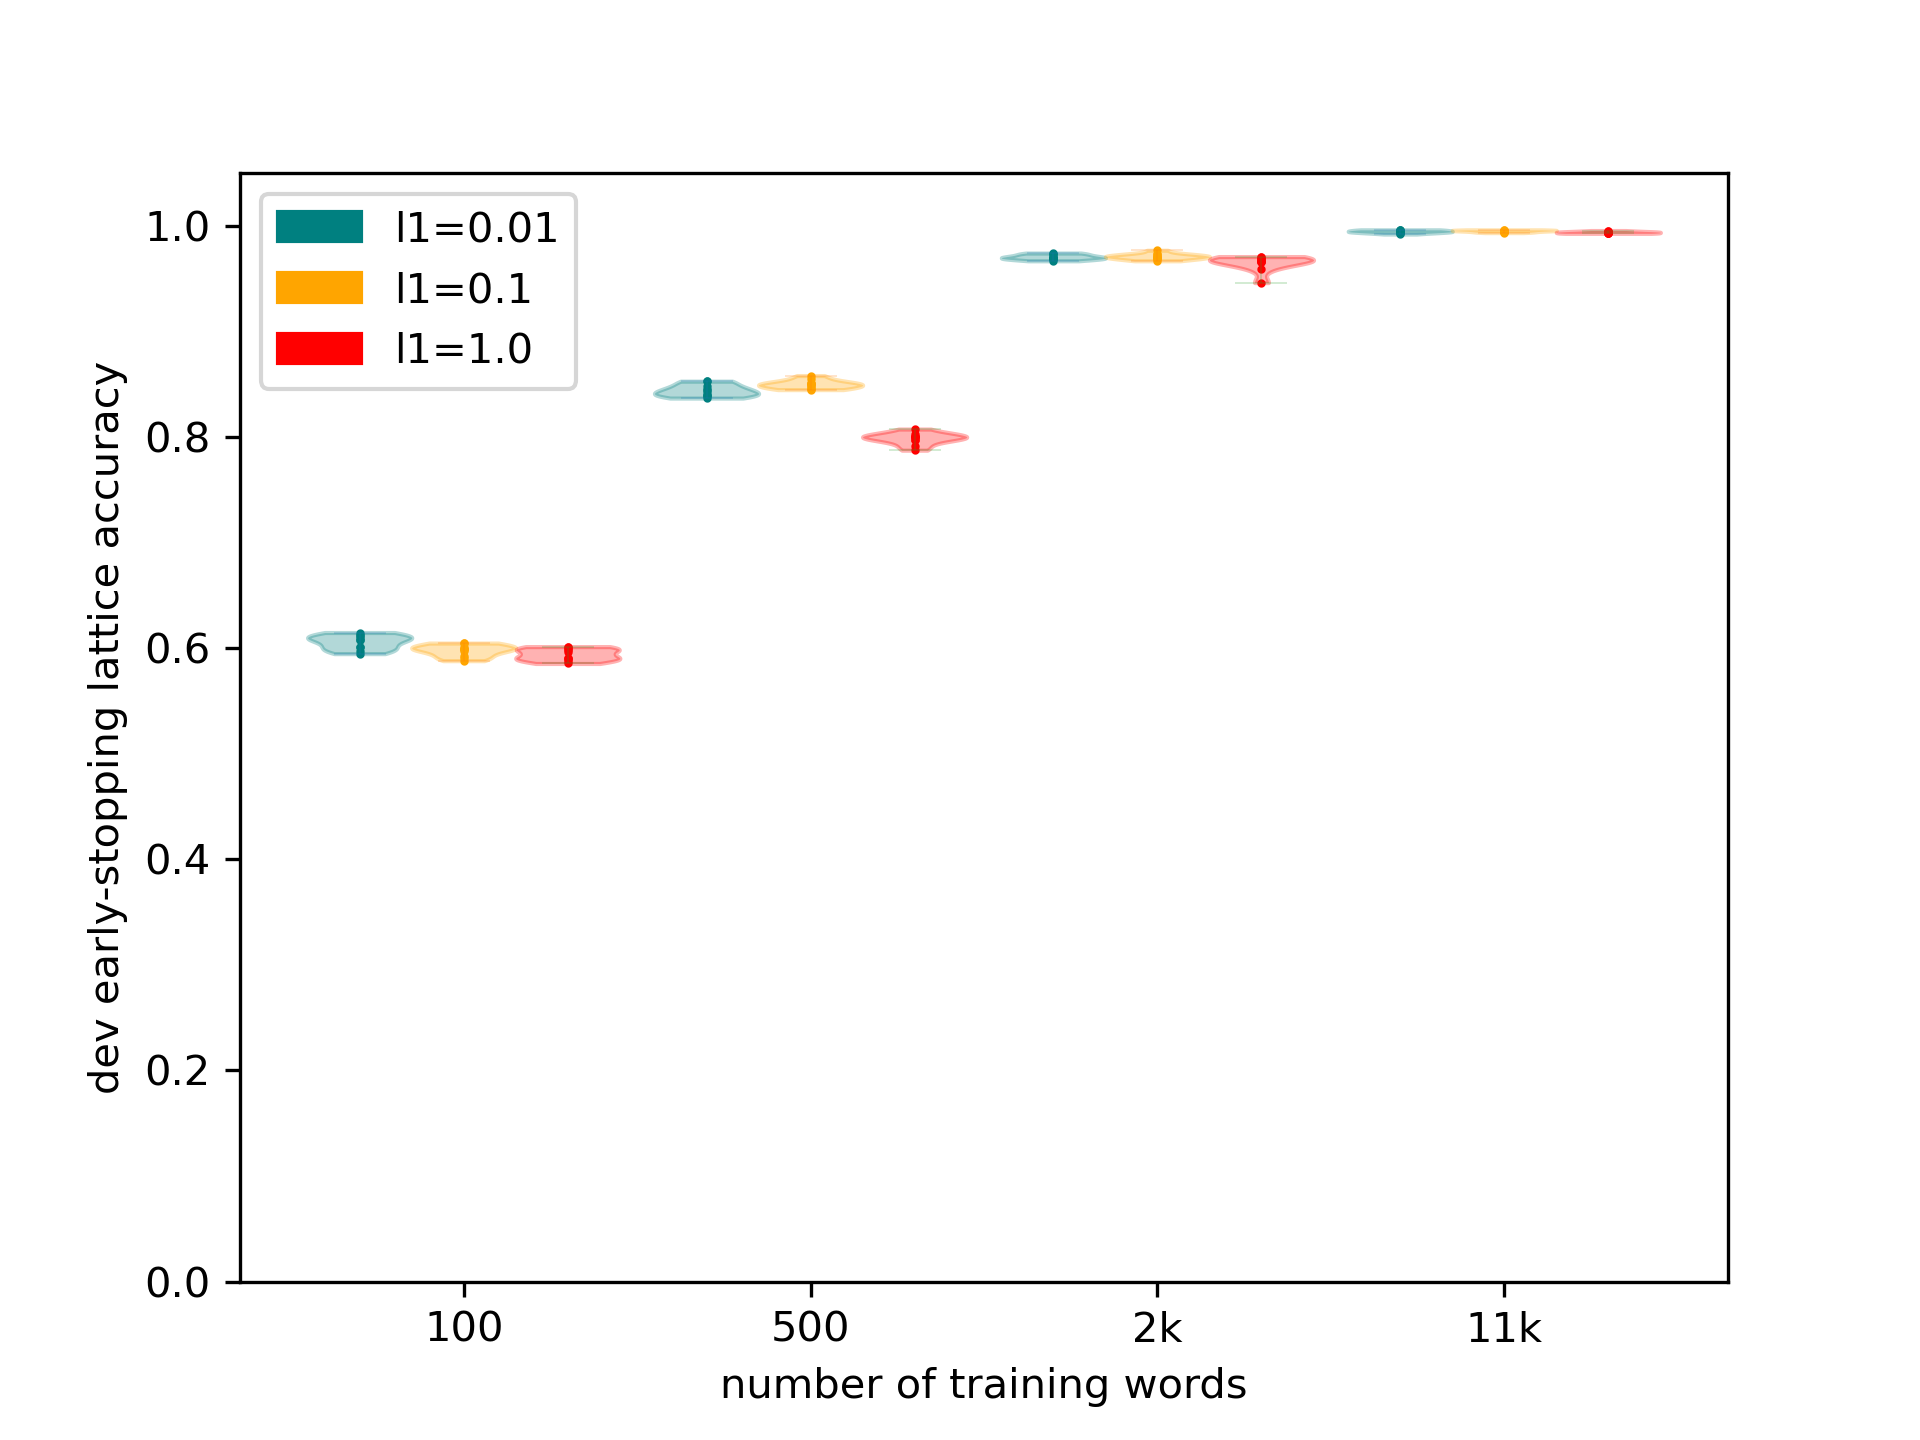 l1=0.01
l1=0.1
l1=1.0
dev early-stopping lattice accuracy
1.0
0.8
0.6
0.4
0.2
0.0
100 500 2k 11k
number of training words